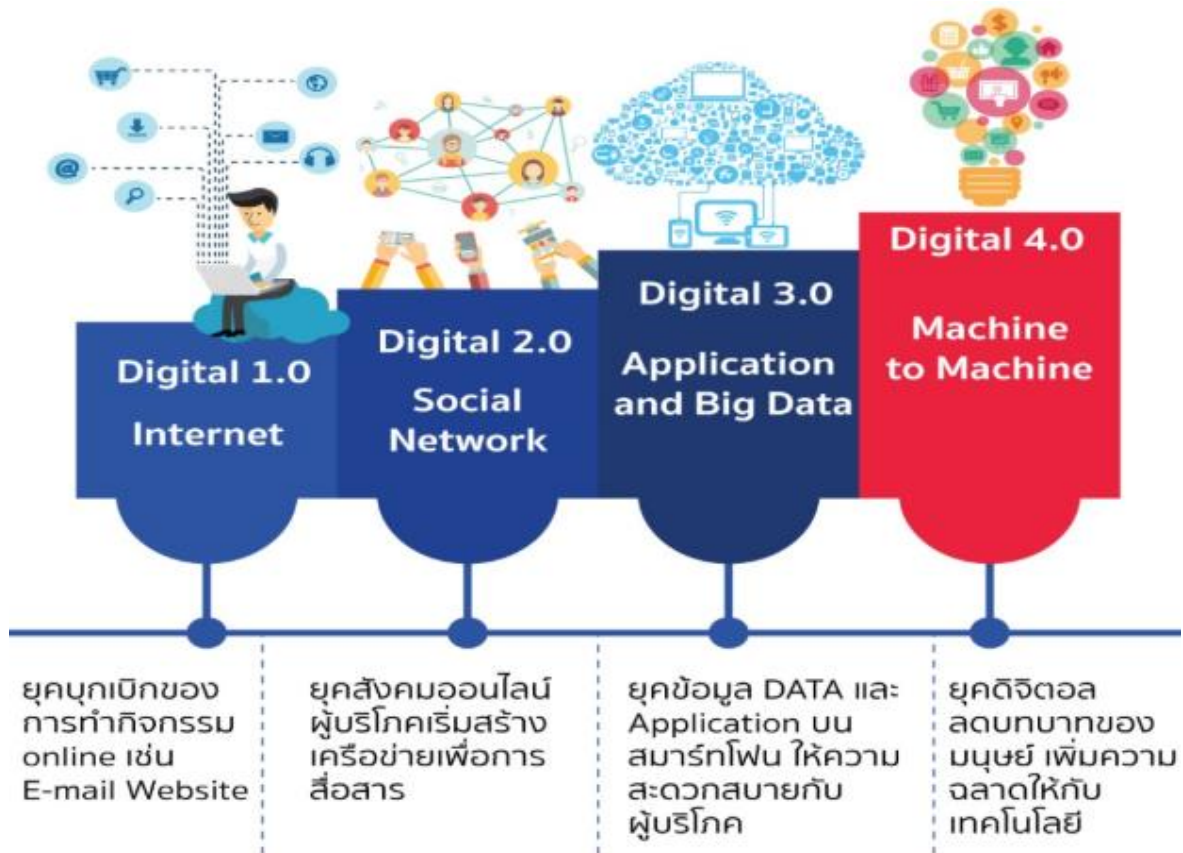 Digital 1.0
Internet
Digital 2.0
Social
Network
Digital 3.0
Application
and Big Data
Digital 4.0
Machine
to Machine
ยุคบุกเบิกของ
การทำกิจกรรม
online เช่น
E-mail Website
ยุคสังคมออนไลน์
ผู้บริโภคเริ่มสร้าง
เครือข่ายเพื่อการ
สื่อสาร
ยุคข้อมูล DATA และ
Application บน
สมาร์ทโฟน ให้ความ
สะดวกสบายกับ
ผู้บริโภค
ยุคดิจิตอล
ลดบทบาทของ
มนุษย์ เพิ่มความ
ฉลาดให้กับ
เทคโนโลยี